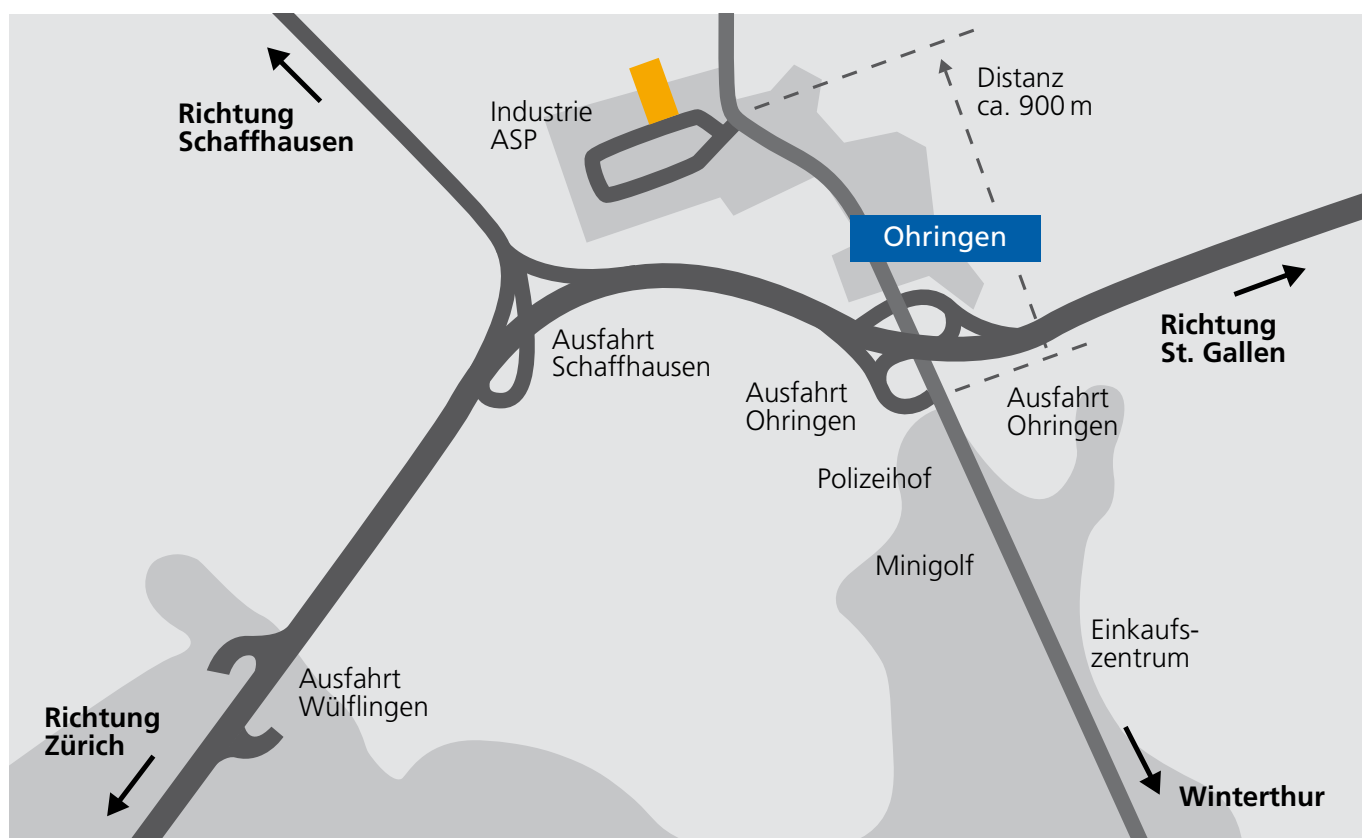 Distanz
ca. 900 m
Richtung
Schaffhausen
Industrie
ASP
Ohringen
Richtung
St. Gallen
Ausfahrt
Schaffhausen
Ausfahrt
Ohringen
Ausfahrt
Ohringen
Polizeihof
Minigolf
Einkaufs-
zentrum
Ausfahrt
Wülflingen
Richtung
Zürich
Winterthur